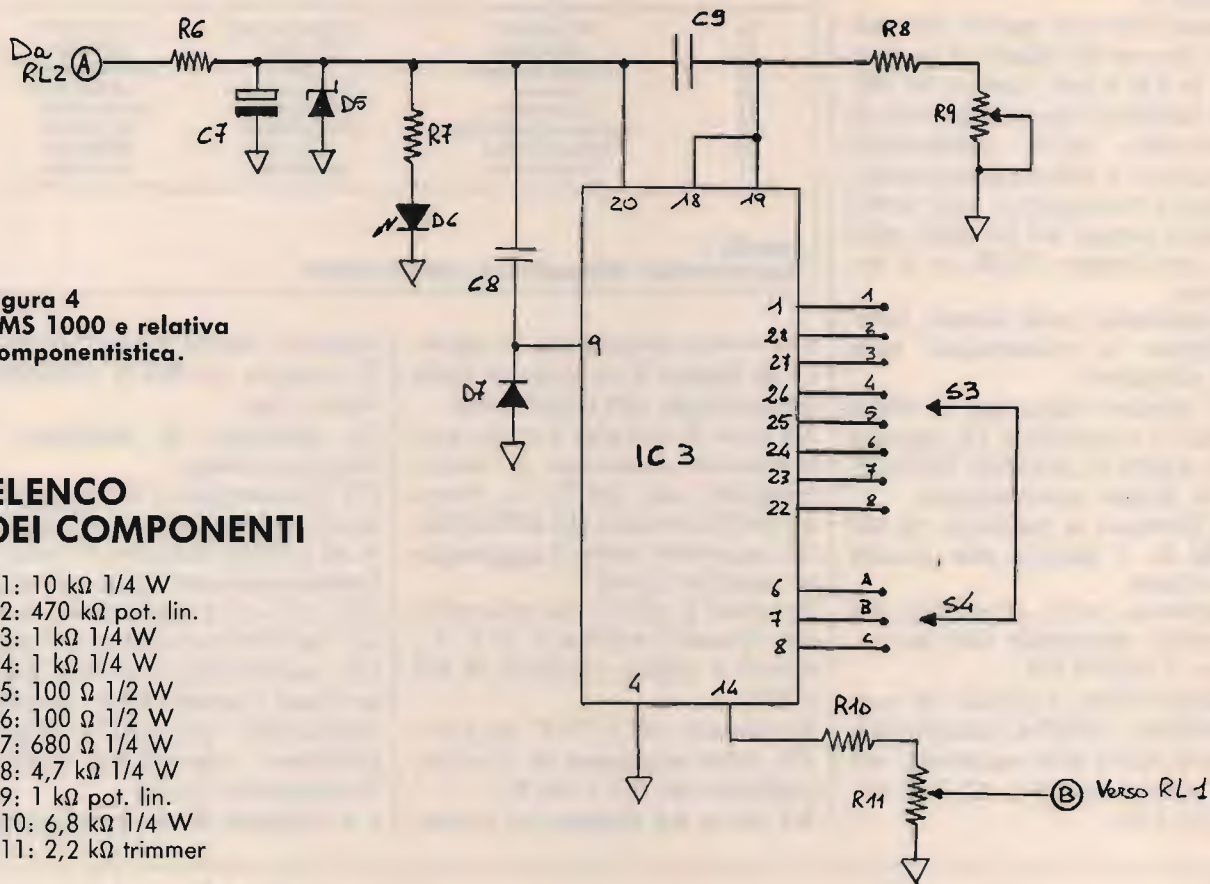 C9
R6
R8
Da
RL2
A
C7
D5
R7
R9
D6
C8
20
18
19
gura 4
MS 1000 e relativa
omponentistica.
9
D7
IC 3
1
1
28
2
27
3
26
4
25
5
24
6
23
7
22
8
S3
6
A
7
B
8
C
S4
4
14
R10
R11
B
Verso RL1
ELENCO
DEI COMPONENTI
1: 10 kΩ 1/4 W
2: 470 kΩ pot. lin.
3: 1 kΩ 1/4 W
4: 1 kΩ 1/4 W
5: 100 Ω 1/2 W
6: 100 Ω 1/2 W
7: 680 Ω 1/4 W
8: 4,7 kΩ 1/4 W
9: 1 kΩ pot. lin.
10: 6,8 kΩ 1/4 W
11: 2,2 kΩ trimmer